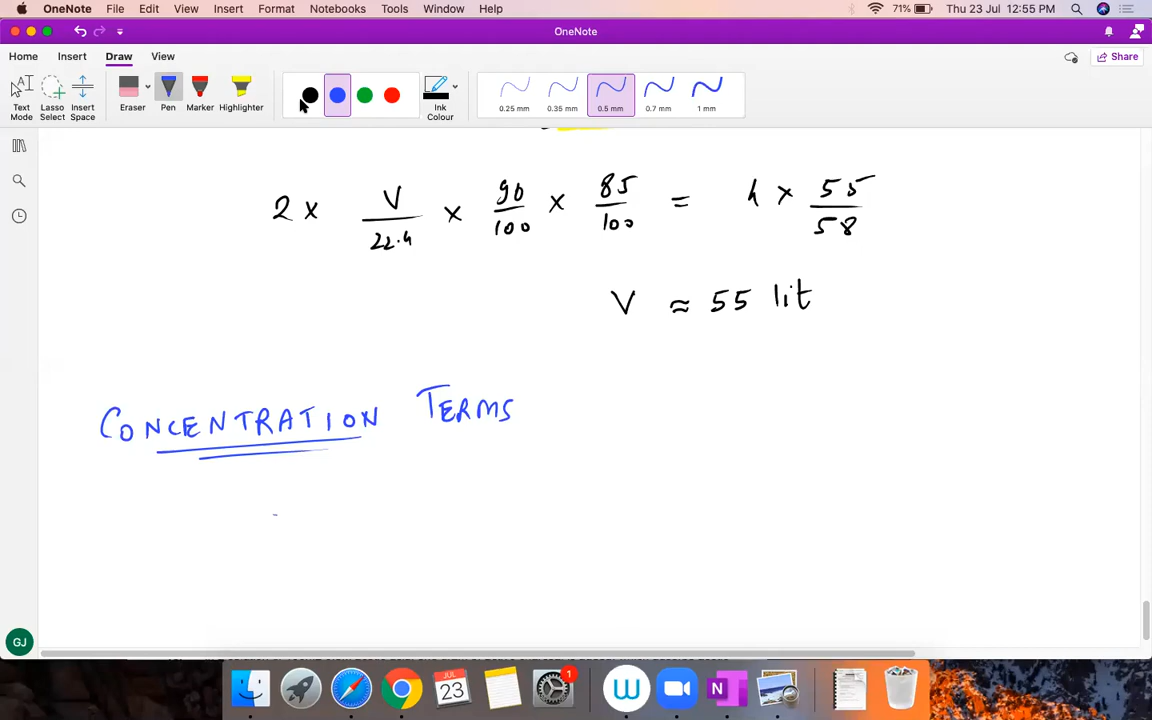 OneNote File Edit View Insert Format Notebooks Tools Window Help 71% Thu 23 Jul 12:55 PM
OneNote
Home Insert Draw View Share
Text Mode Lasso Select Insert Space Eraser Pen Marker Highlighter Ink Colour 0.25 mm 0.35 mm 0.5 mm 0.7 mm 1 mm
2 × V/22.4 × 90/100 × 85/100 = 4 × 55/58
V ≈ 55 lit
CONCENTRATION TERMS
GJ
JUL 23 1